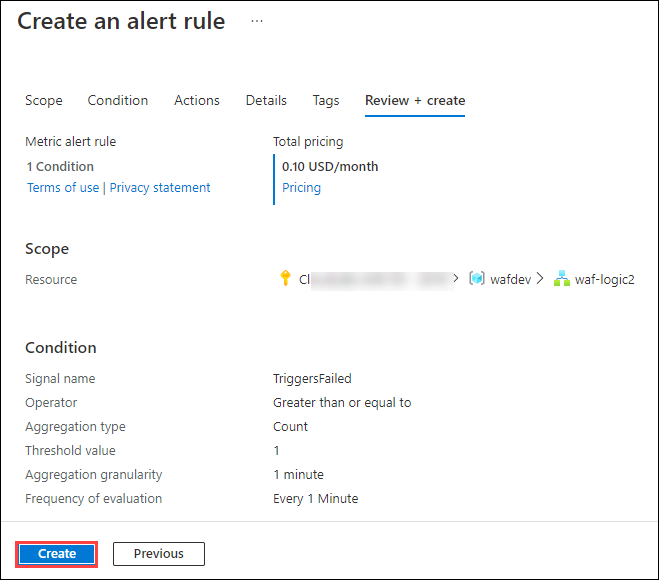 Create an alert rule ...
Scope Condition Actions Details Tags Review + create
Metric alert rule Total pricing
1 Condition 0.10 USD/month
Terms of use | Privacy statement Pricing
Scope
Resource > wafdev > waf-logic2
Condition
Signal name TriggersFailed
Operator Greater than or equal to
Aggregation type Count
Threshold value 1
Aggregation granularity 1 minute
Frequency of evaluation Every 1 Minute
Create Previous